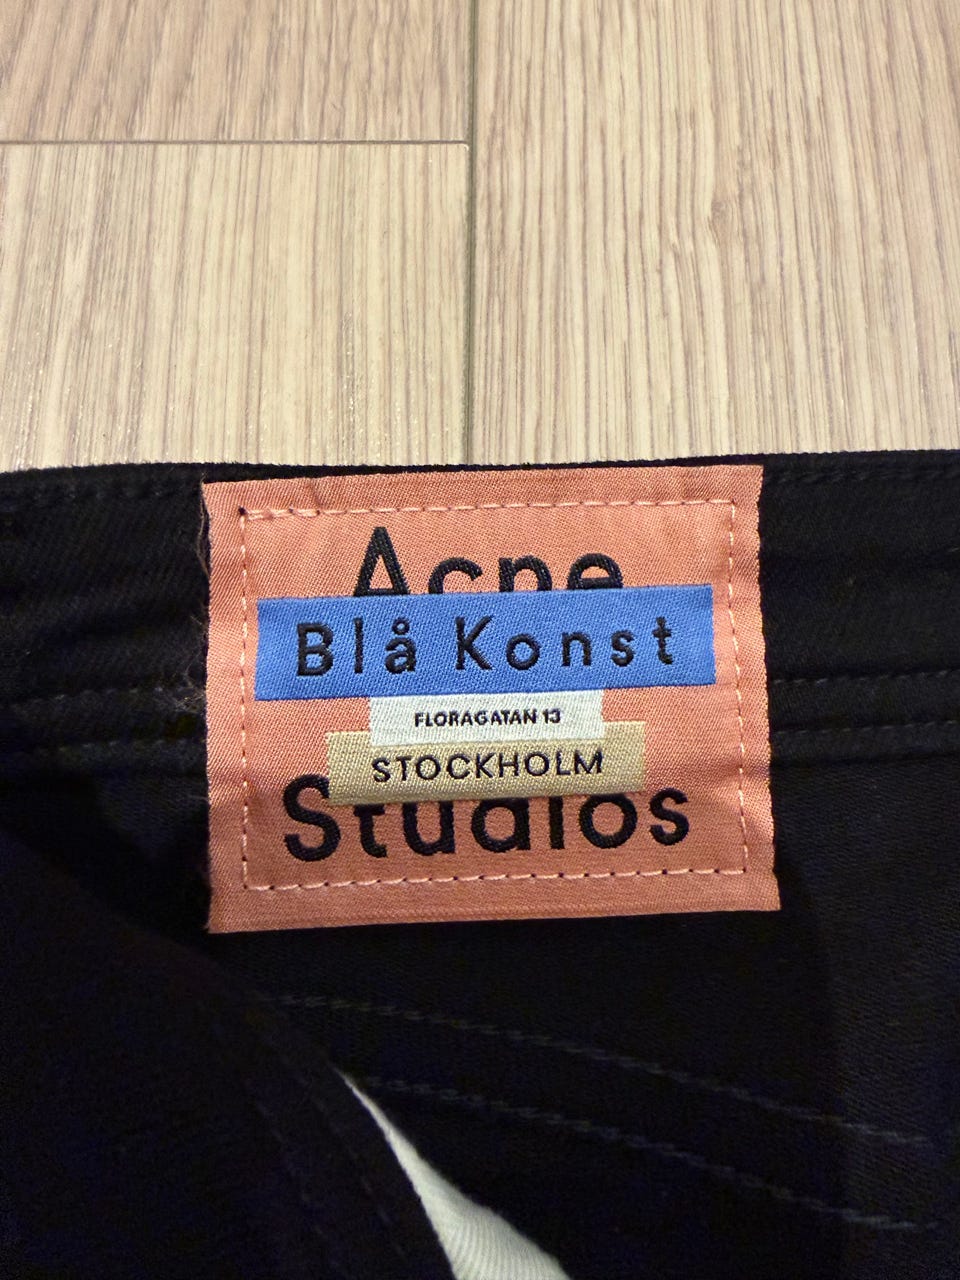 Acne
Blå Konst
FLORAGATAN 13
STOCKHOLM
Studios